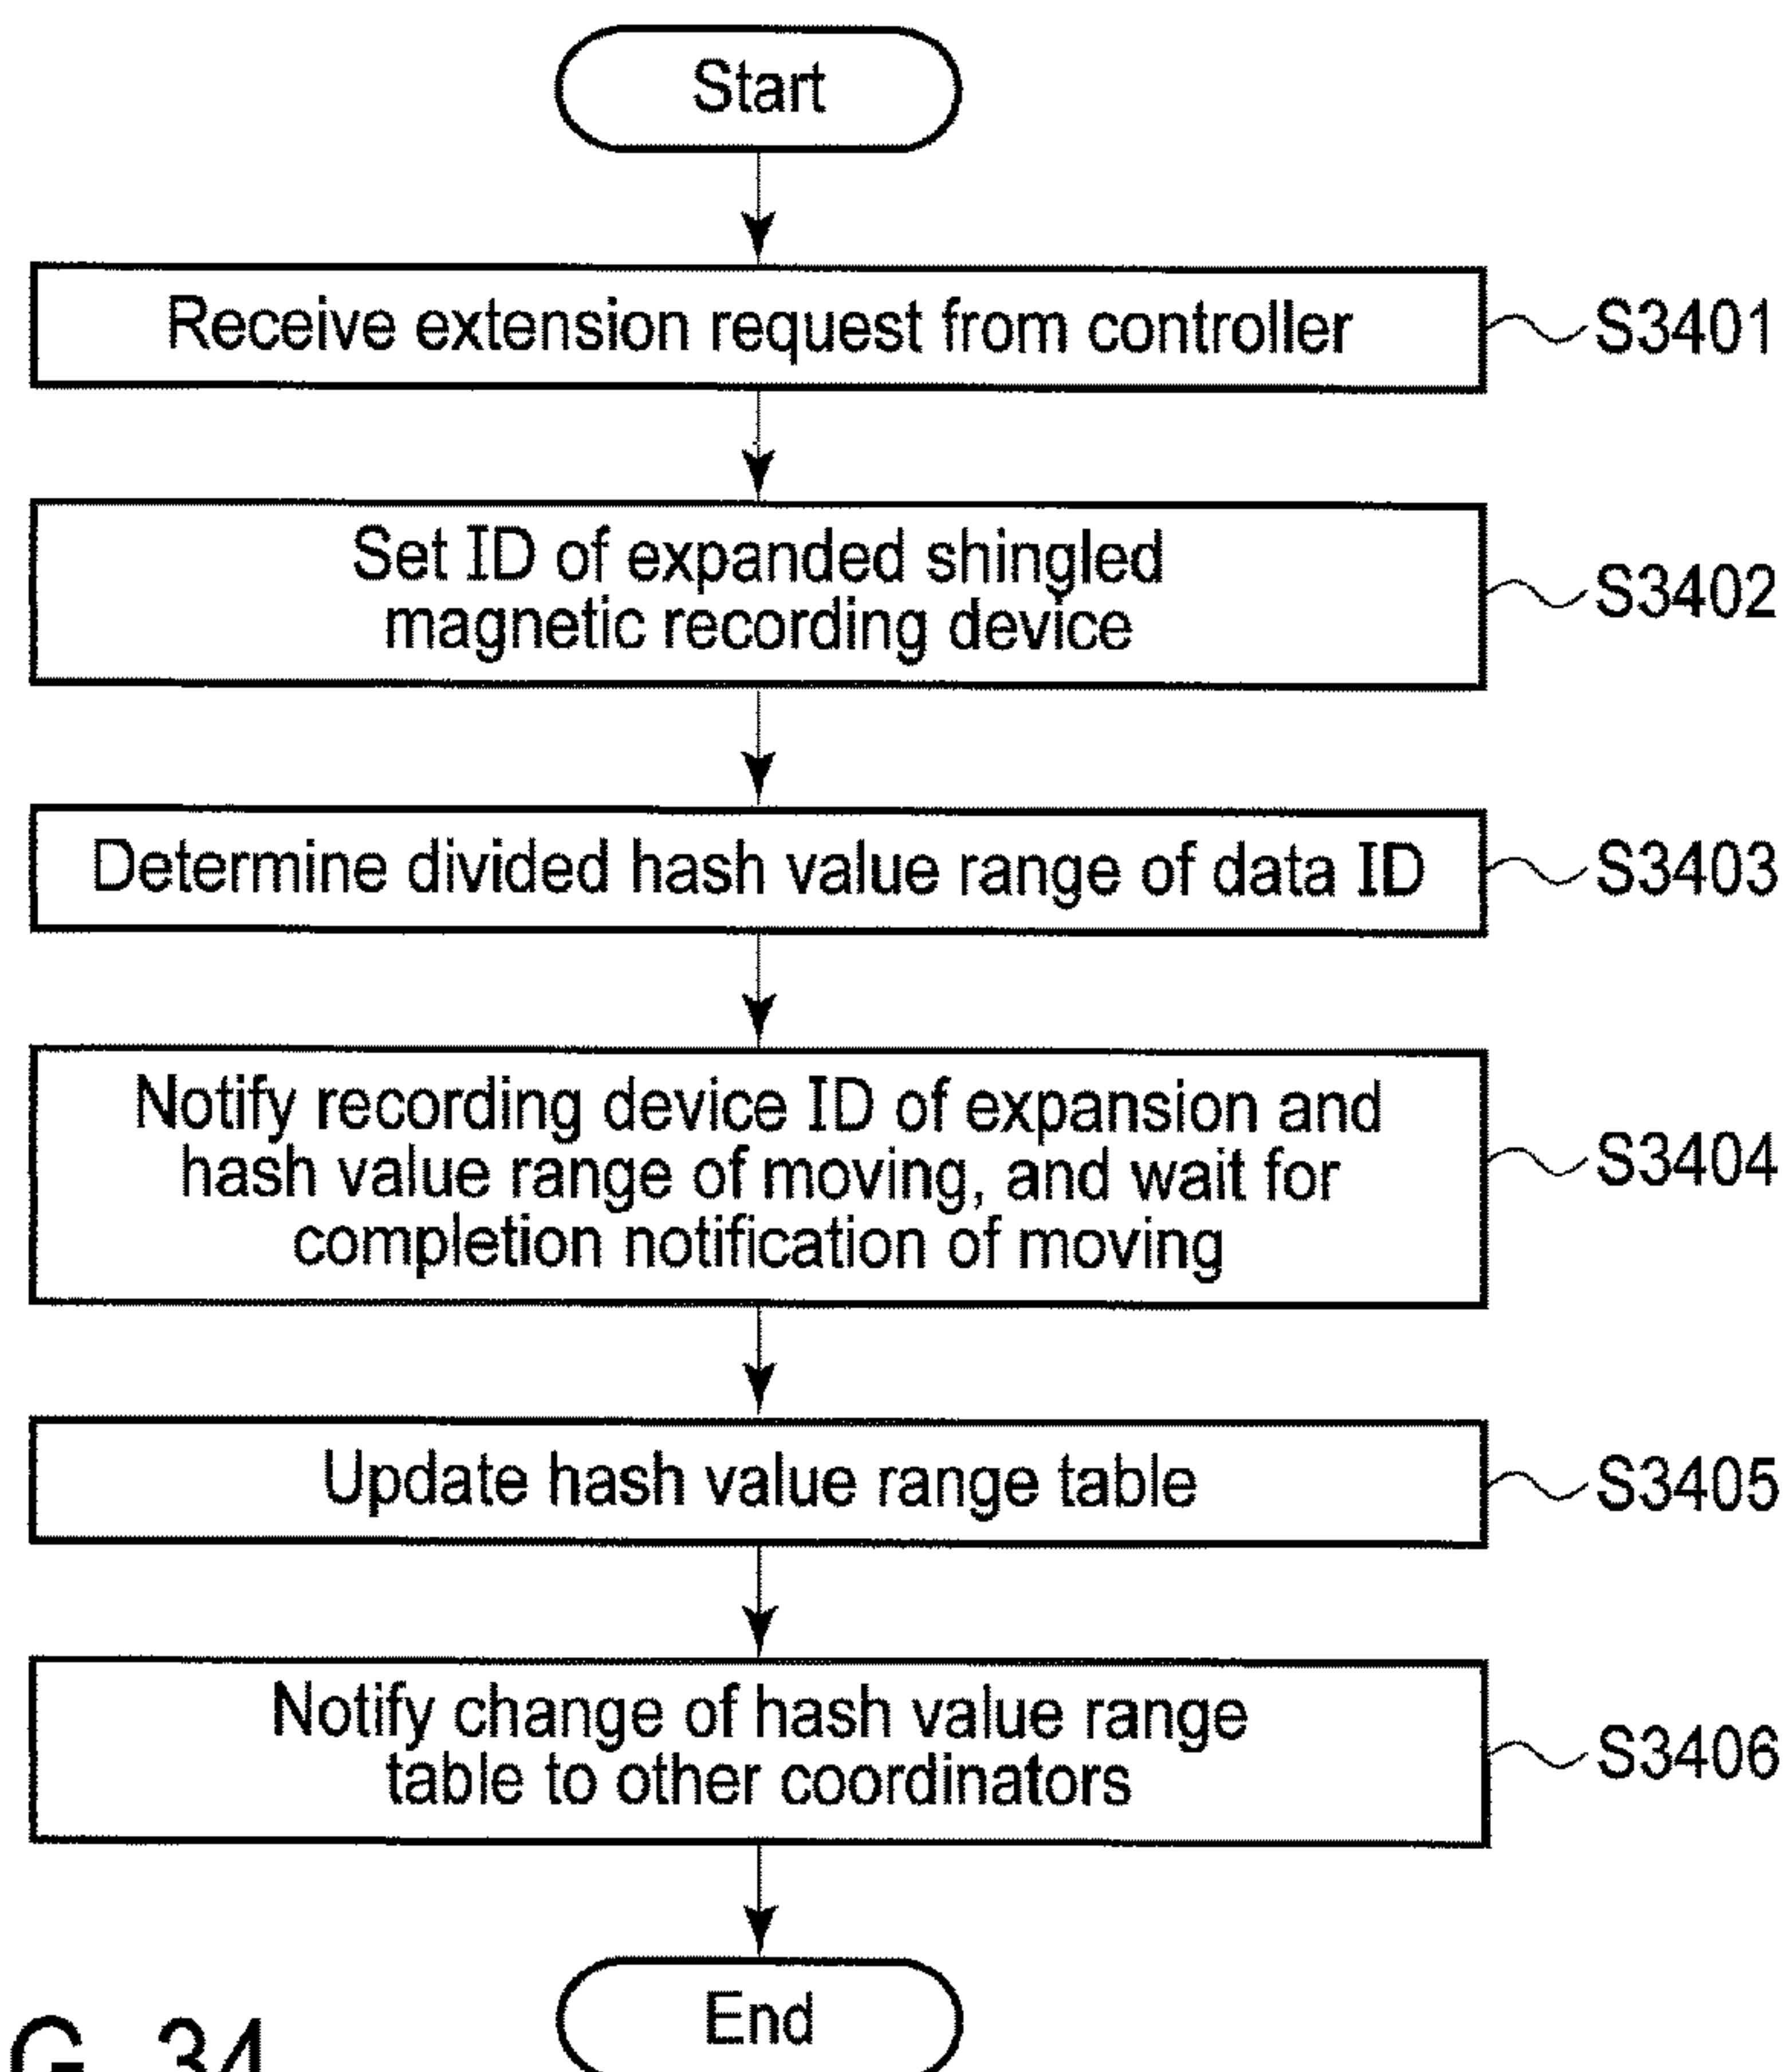 Start
Receive extension request from controller
S3401
Set ID of expanded shingled
magnetic recording device
S3402
Determine divided hash value range of data ID
S3403
Notify recording device ID of expansion and
hash value range of moving, and wait for
completion notification of moving
S3404
Update hash value range table
S3405
Notify change of hash value range
table to other coordinators
S3406
End
G. 34